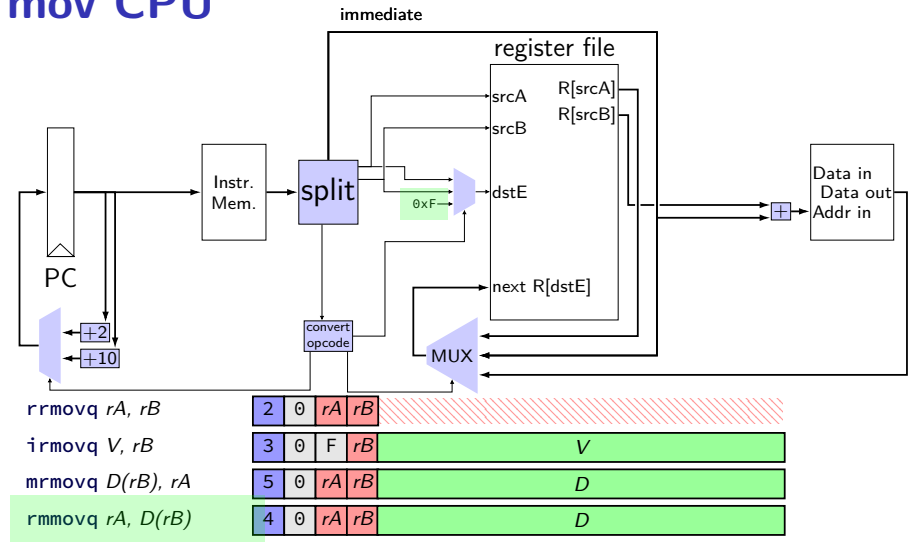 mov CPU
immediate
register file
srcA
R[srcA]
srcB
R[srcB]
Instr.
Mem.
split
0xF
dstE
Data in
Data out
Addr in
+
PC
next R[dstE]
convert
opcode
MUX
+2
+10
rrmovq rA, rB 2 0 rA rB
irmovq V, rB 3 0 F rB V
mrmovq D(rB), rA 5 0 rA rB D
rmmovq rA, D(rB) 4 0 rA rB D